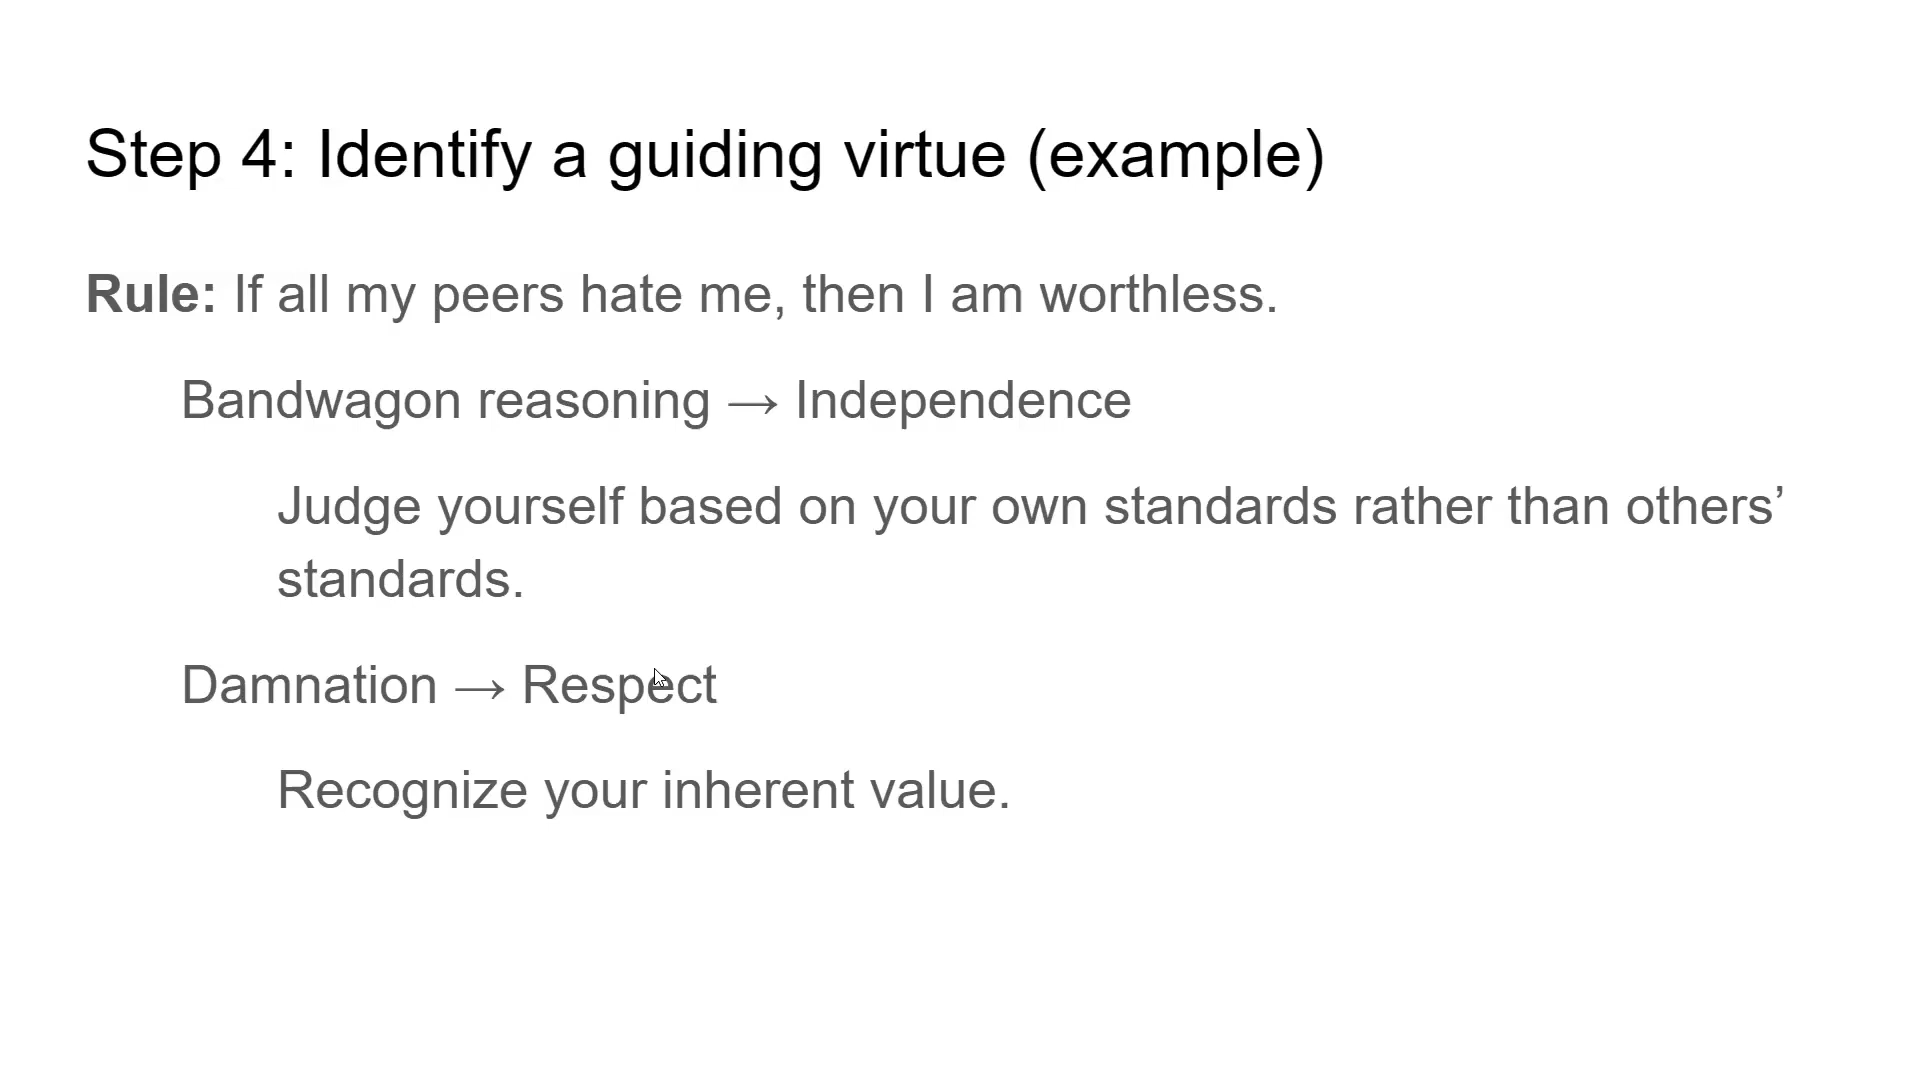 Step 4: Identify a guiding virtue (example)
Rule: If all my peers hate me, then I am worthless.
Bandwagon reasoning → Independence
Judge yourself based on your own standards rather than others’
standards.
Damnation → Respect
Recognize your inherent value.